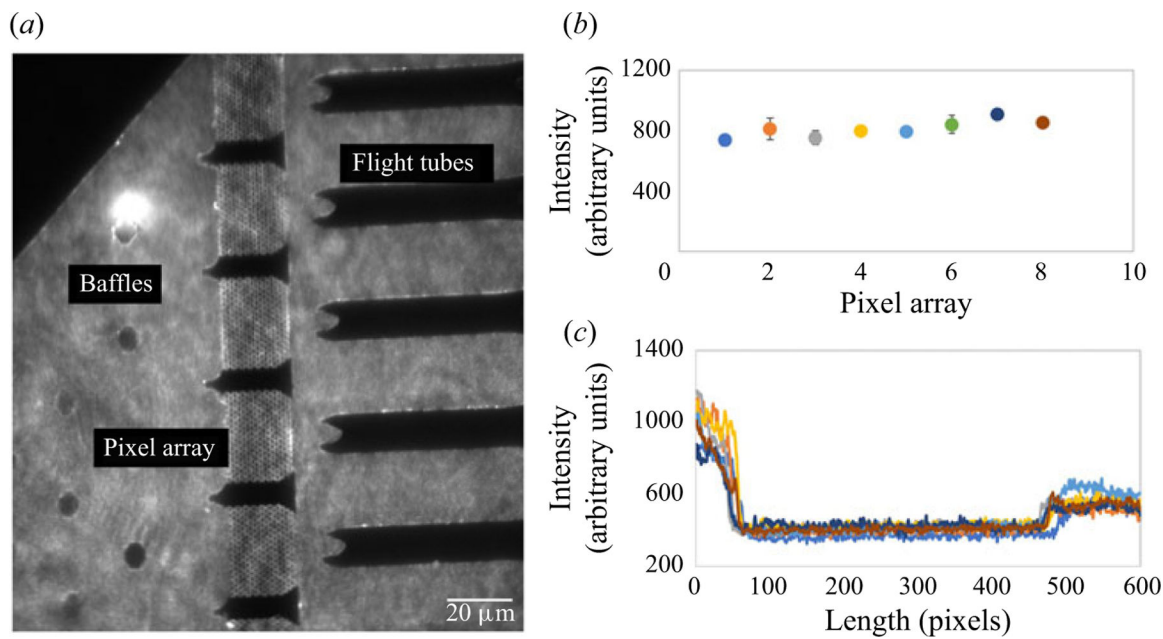 (a)
Flight tubes
Baffles
Pixel array
20 μm
(b)
1200
800
400
0 2 4 6 8 10
Intensity
(arbitrary units)
Pixel array
(c)
1400
1000
600
200
0 100 200 300 400 500 600
Intensity
(arbitrary units)
Length (pixels)